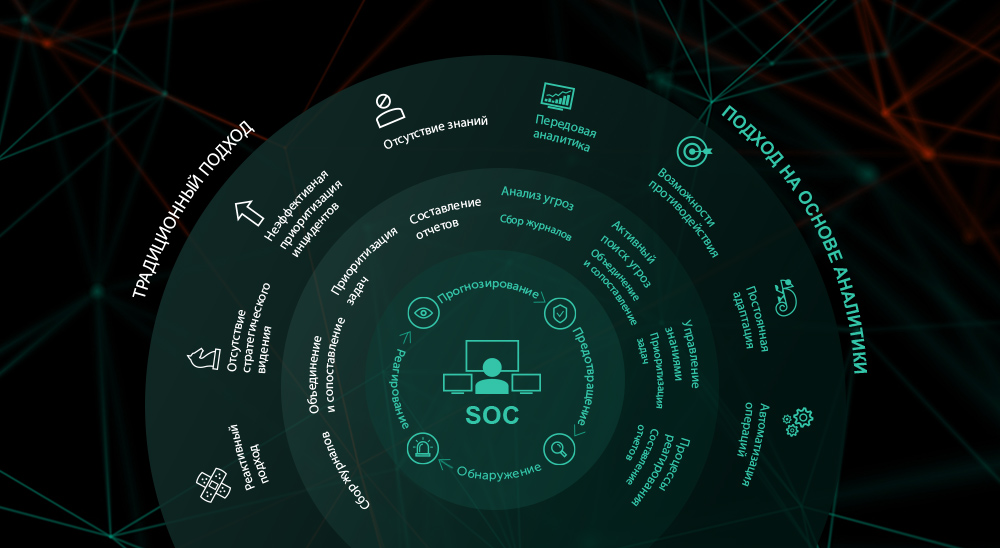 ТРАДИЦИОННЫЙ ПОДХОД
ПОДХОД НА ОСНОВЕ АНАЛИТИКИ
Отсутствие знаний
Неэффективная
приоритизация
инцидентов
Отсутствие
стратегического
видения
Реактивный
подход
Передовая
аналитика
Возможности
противодействия
Постоянная
адаптация
Автоматизация
операций
Составление
отчетов
Приоритизация
задач
Объединение
и сопоставление
Сбор журналов
Анализ угроз
Сбор журналов
Активный
поиск угроз
Объединение
и сопоставление
Управление
знаниями
Приоритизация
задач
Процессы
реагирования
Составление
отчетов
Прогнозирование
Предотвращение
Обнаружение
Реагирование
SOC